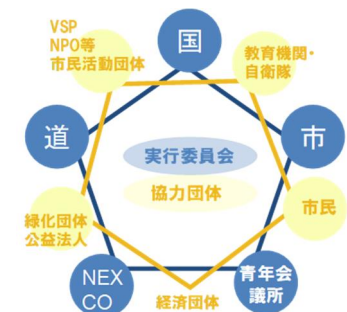 VSP
NPO等
市民活動団体
国
教育機関・
自衛隊
道
市
実行委員会
協力団体
緑化団体
公益法人
市民
NEX
CO
経済団体
青年会
議所